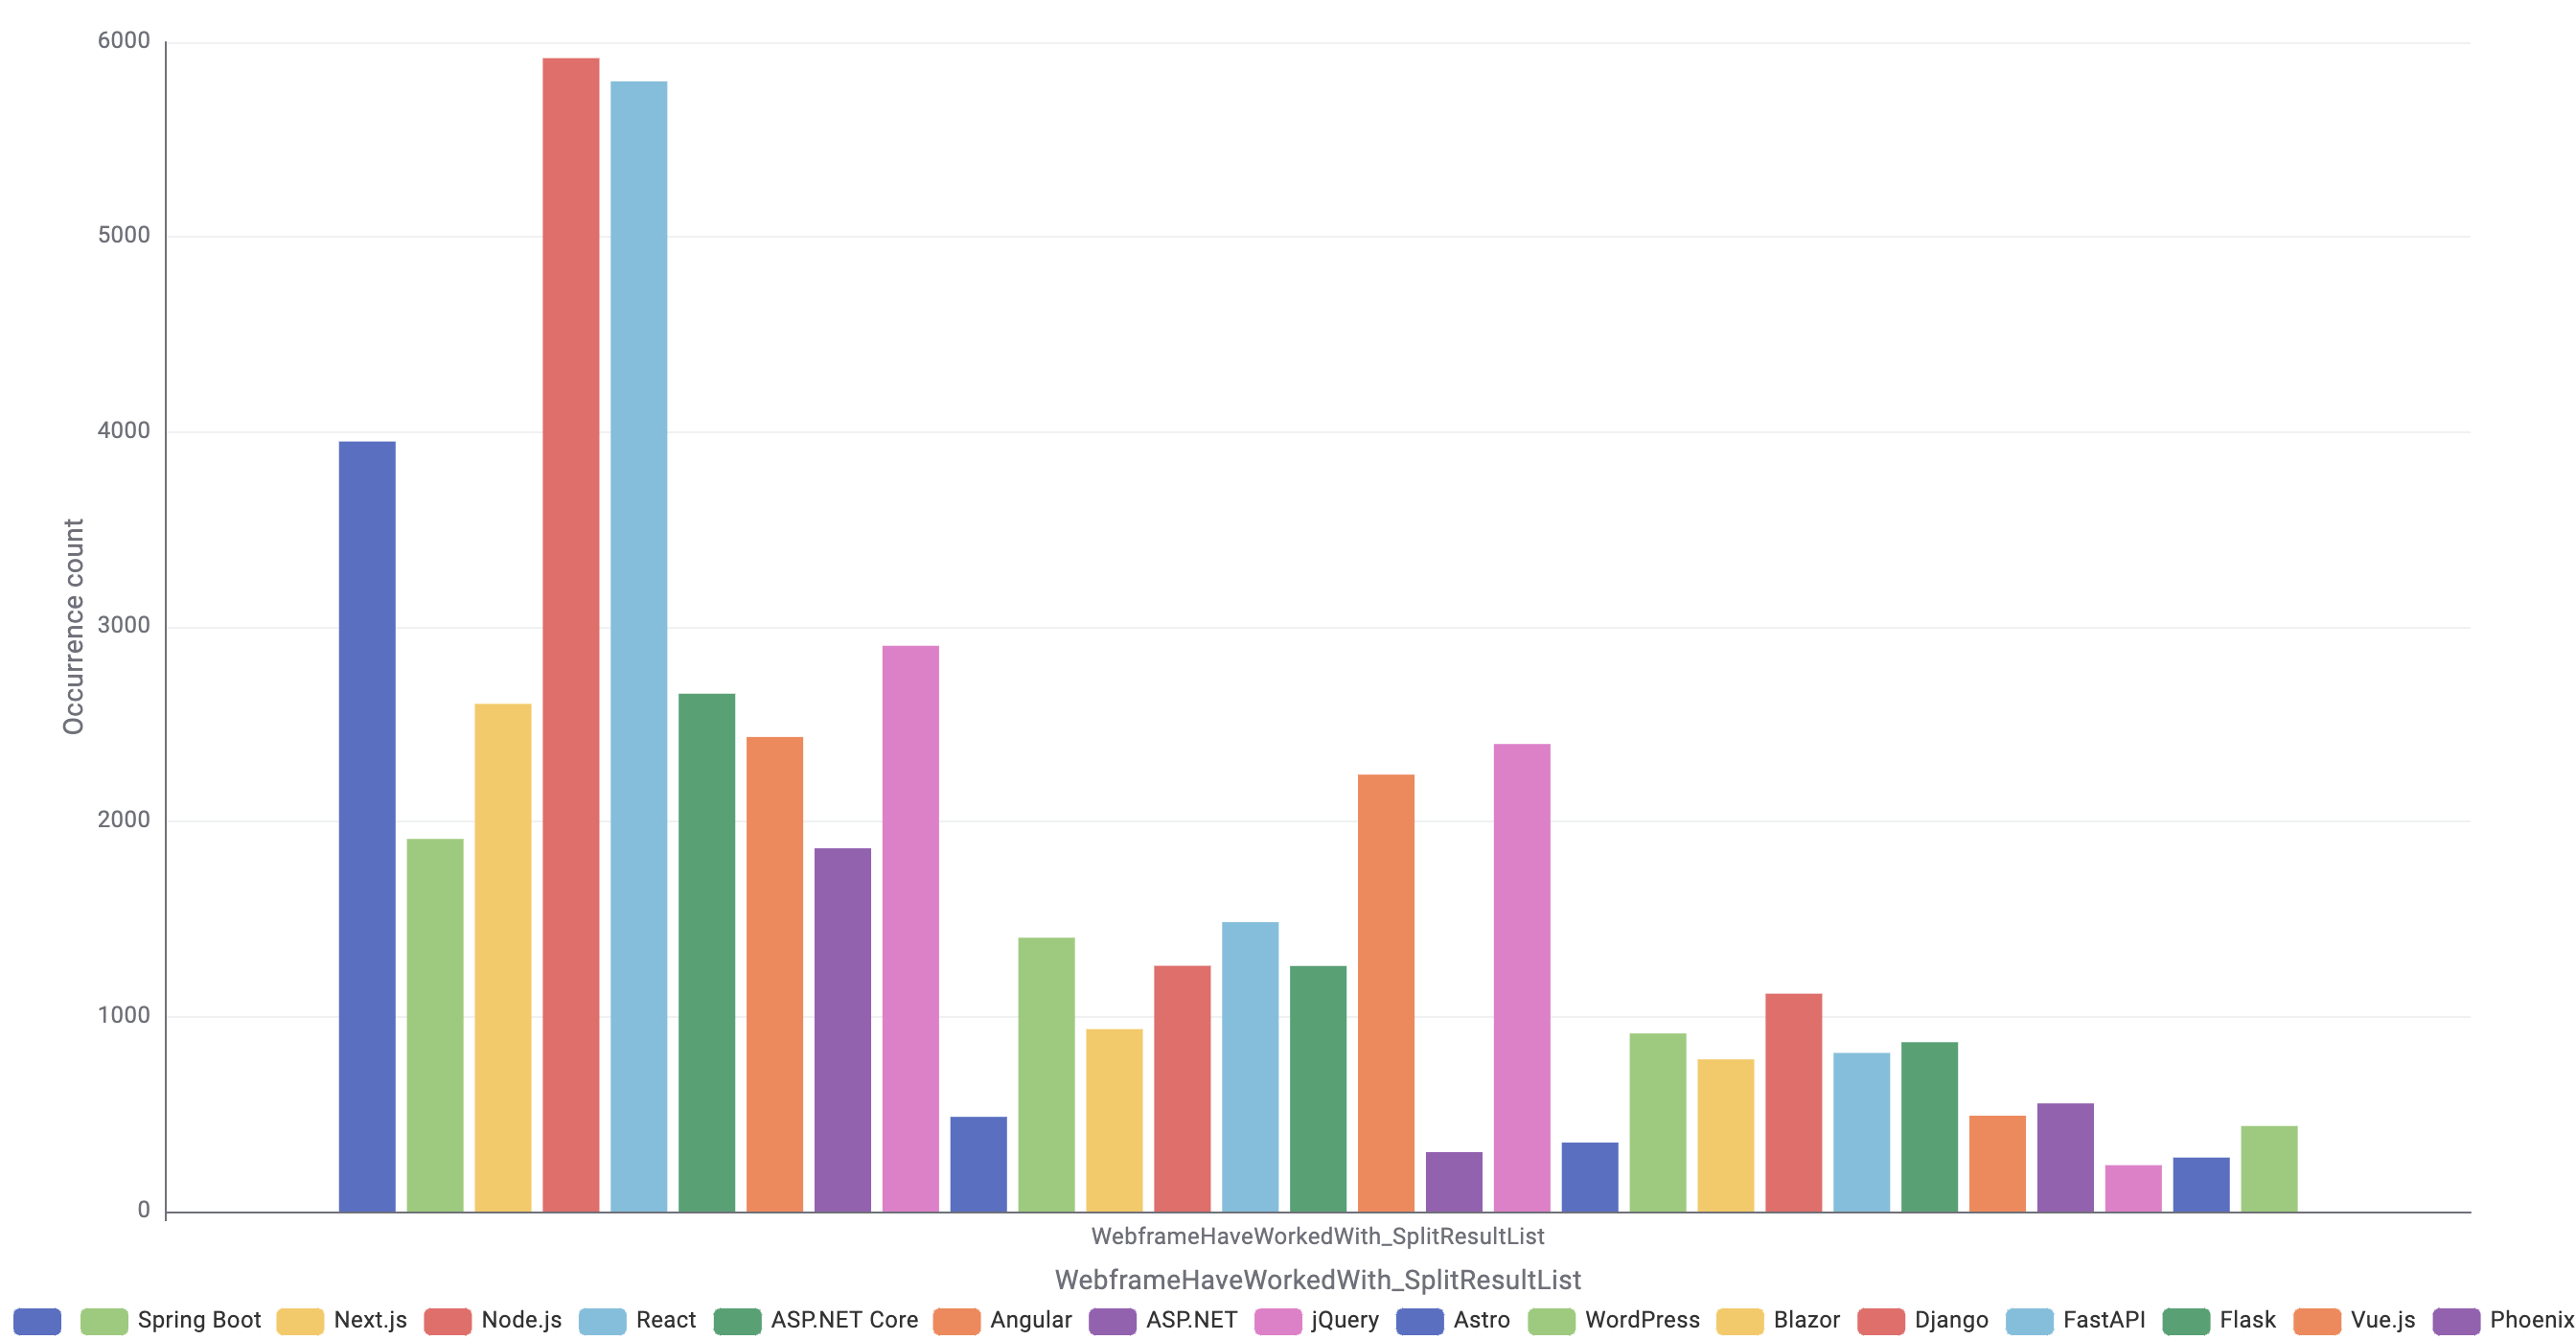 6000
5000
4000
3000
2000
1000
0
Occurrence count
WebframeHaveWorkedWith_SplitResultList
WebframeHaveWorkedWith_SplitResultList
Spring Boot Next.js Node.js React ASP.NET Core Angular ASP.NET jQuery Astro WordPress Blazor Django FastAPI Flask Vue.js Phoenix